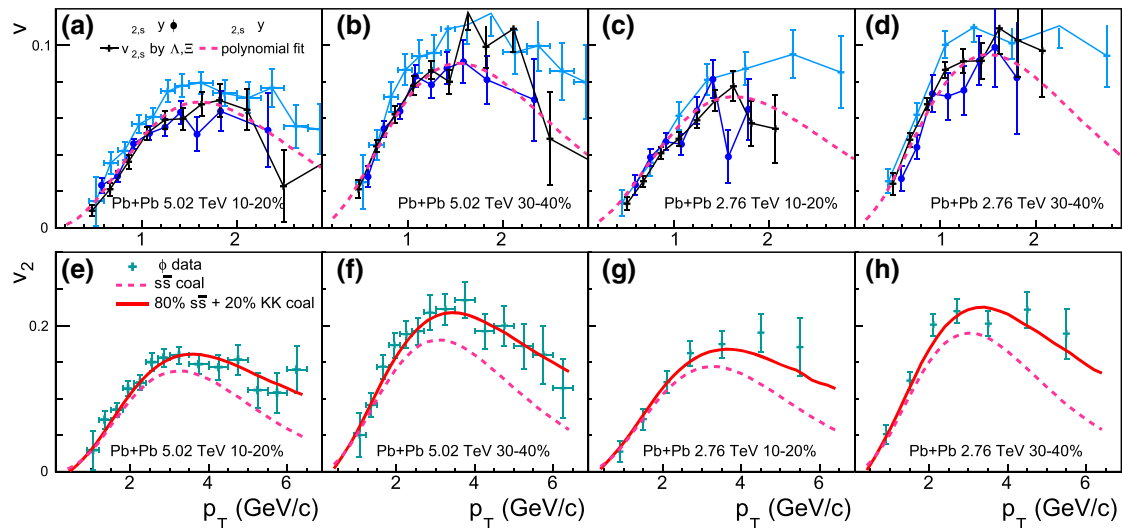 v
0.1
0
2,s y
2,s y
v2,s by Λ,Ξ
polynomial fit
(a)
(b)
(c)
(d)
Pb+Pb 5.02 TeV 10-20%
Pb+Pb 5.02 TeV 30-40%
Pb+Pb 2.76 TeV 10-20%
Pb+Pb 2.76 TeV 30-40%
1 2
1 2
1 2
1 2
v2
0.2
0
(e)
(f)
(g)
(h)
ϕ data
ss̅ coal
80% ss̅ + 20% KK coal
Pb+Pb 5.02 TeV 10-20%
Pb+Pb 5.02 TeV 30-40%
Pb+Pb 2.76 TeV 10-20%
Pb+Pb 2.76 TeV 30-40%
2 4 6
2 4 6
2 4 6
2 4 6
pT (GeV/c)
pT (GeV/c)
pT (GeV/c)
pT (GeV/c)